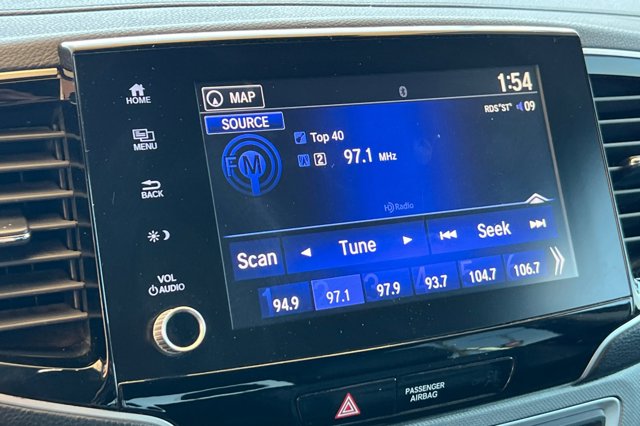 HOME
MENU
BACK
VOL
AUDIO
MAP
1:54
RDS"ST" 09
SOURCE
FM
Top 40
2 97.1 MHz
HD Radio
Scan Tune Seek
1 94.9 2 97.1 3 97.9 4 93.7 5 104.7 6 106.7
PASSENGER
AIRBAG